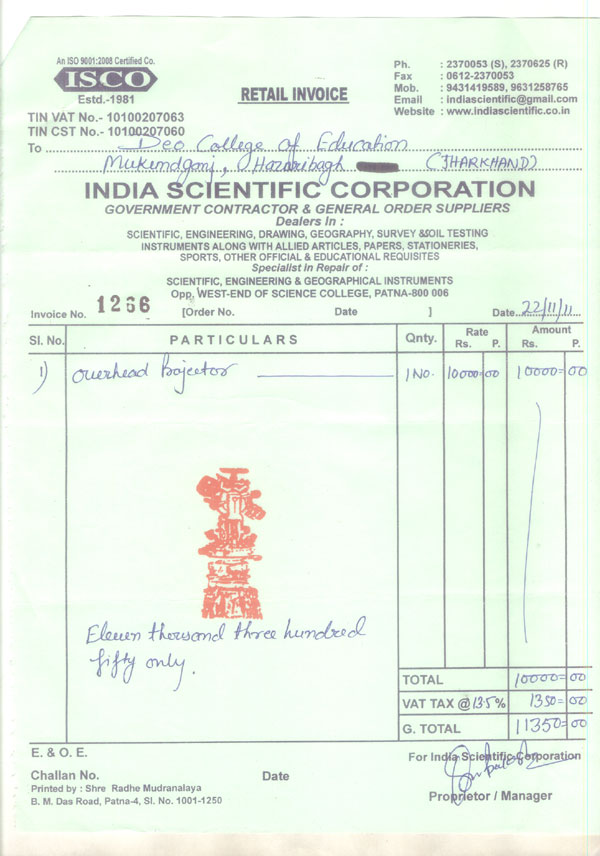 An ISO 9001:2008 Certified Co.
ISCO
Estd.-1981
TIN VAT No.- 10100207063
TIN CST No.- 10100207060
RETAIL INVOICE
Ph. : 2370053 (S), 2370625 (R)
Fax : 0612-2370053
Mob. : 9431419589, 9631258765
Email : indiascientific@gmail.com
Website : www.indiascientific.co.in
To Deo College of Education
Mukundganj, Hazaribagh (JHARKHAND)
INDIA SCIENTIFIC CORPORATION
GOVERNMENT CONTRACTOR & GENERAL ORDER SUPPLIERS
Dealers in :
SCIENTIFIC, ENGINEERING, DRAWING, GEOGRAPHY, SURVEY &SOIL TESTING
INSTRUMENTS ALONG WITH ALLIED ARTICLES, PAPERS, STATIONERIES,
SPORTS, OTHER OFFICIAL & EDUCATIONAL REQUISITES
Specialist in Repair of :
SCIENTIFIC, ENGINEERING & GEOGRAPHICAL INSTRUMENTS
Opp. WEST-END OF SCIENCE COLLEGE, PATNA-800 006
Invoice No. 1266 [Order No. Date ] Date 22/11/11
Sl. No. PARTICULARS Qnty. Rate Rs. P. Amount Rs. P.
1) Overhead Projector 1 No. 10000=00 10000=00
Eleven thousand three hundred
fifty only.
TOTAL 10000=00
VAT TAX @ 13.5% 1350=00
G. TOTAL 11350=00
E. & O. E.
For India Scientific Corporation
Challan No. Date
Printed by : Shre Radhe Mudranalaya
B. M. Das Road, Patna-4, Sl. No. 1001-1250
Proprietor / Manager